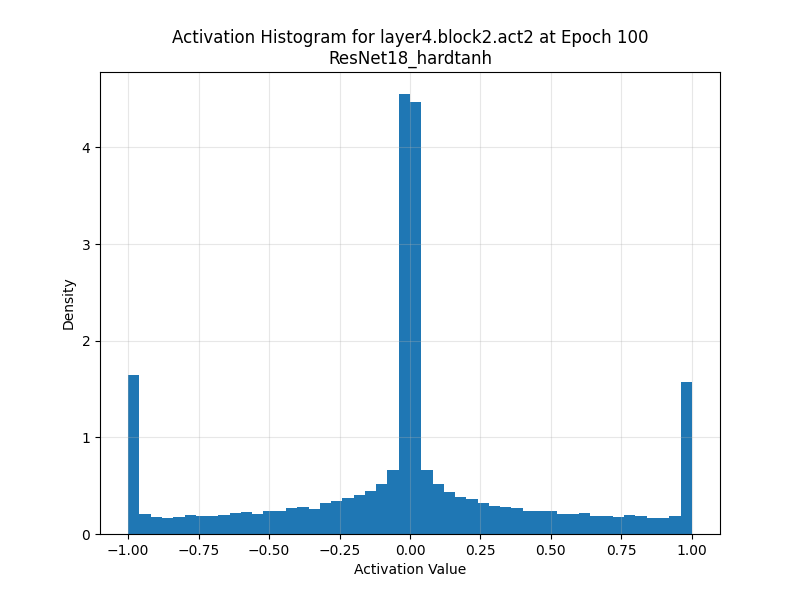 Activation Histogram for layer4.block2.act2 at Epoch 100
ResNet18_hardtanh
Density
4
3
2
1
0
−1.00 −0.75 −0.50 −0.25 0.00 0.25 0.50 0.75 1.00
Activation Value